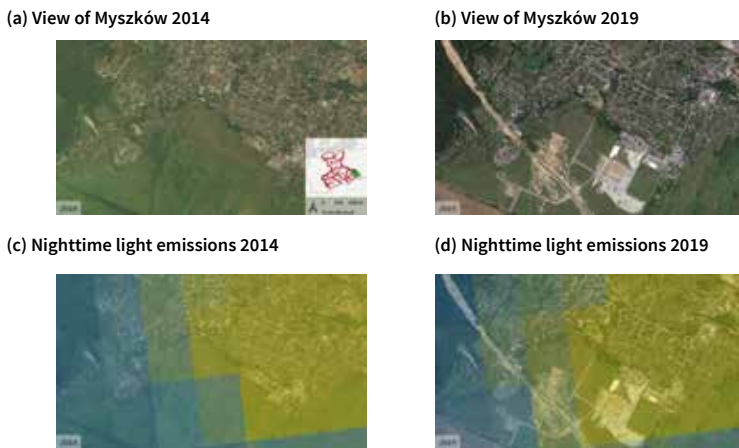 (a) View of Myszków 2014
(b) View of Myszków 2019
(c) Nighttime light emissions 2014
(d) Nighttime light emissions 2019